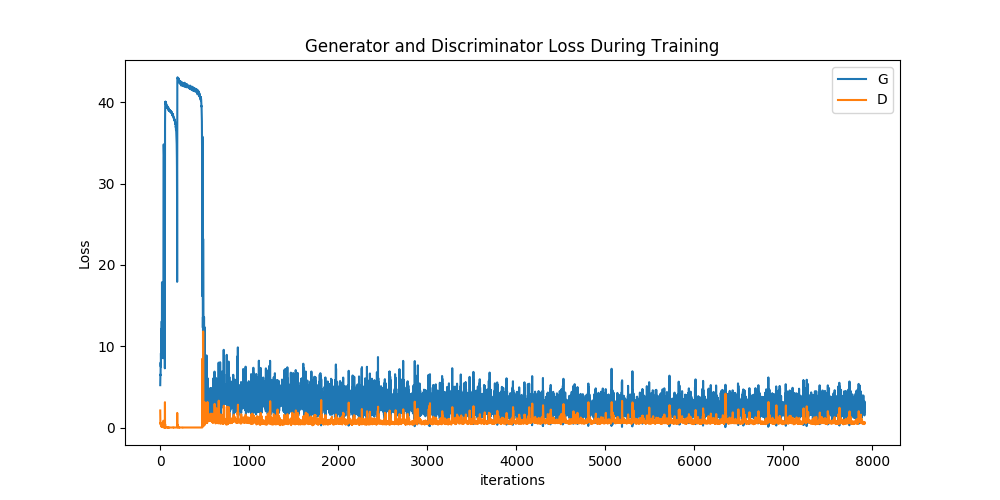 Generator and Discriminator Loss During Training
G
D
40
30
20
10
0
Loss
0 1000 2000 3000 4000 5000 6000 7000 8000
iterations